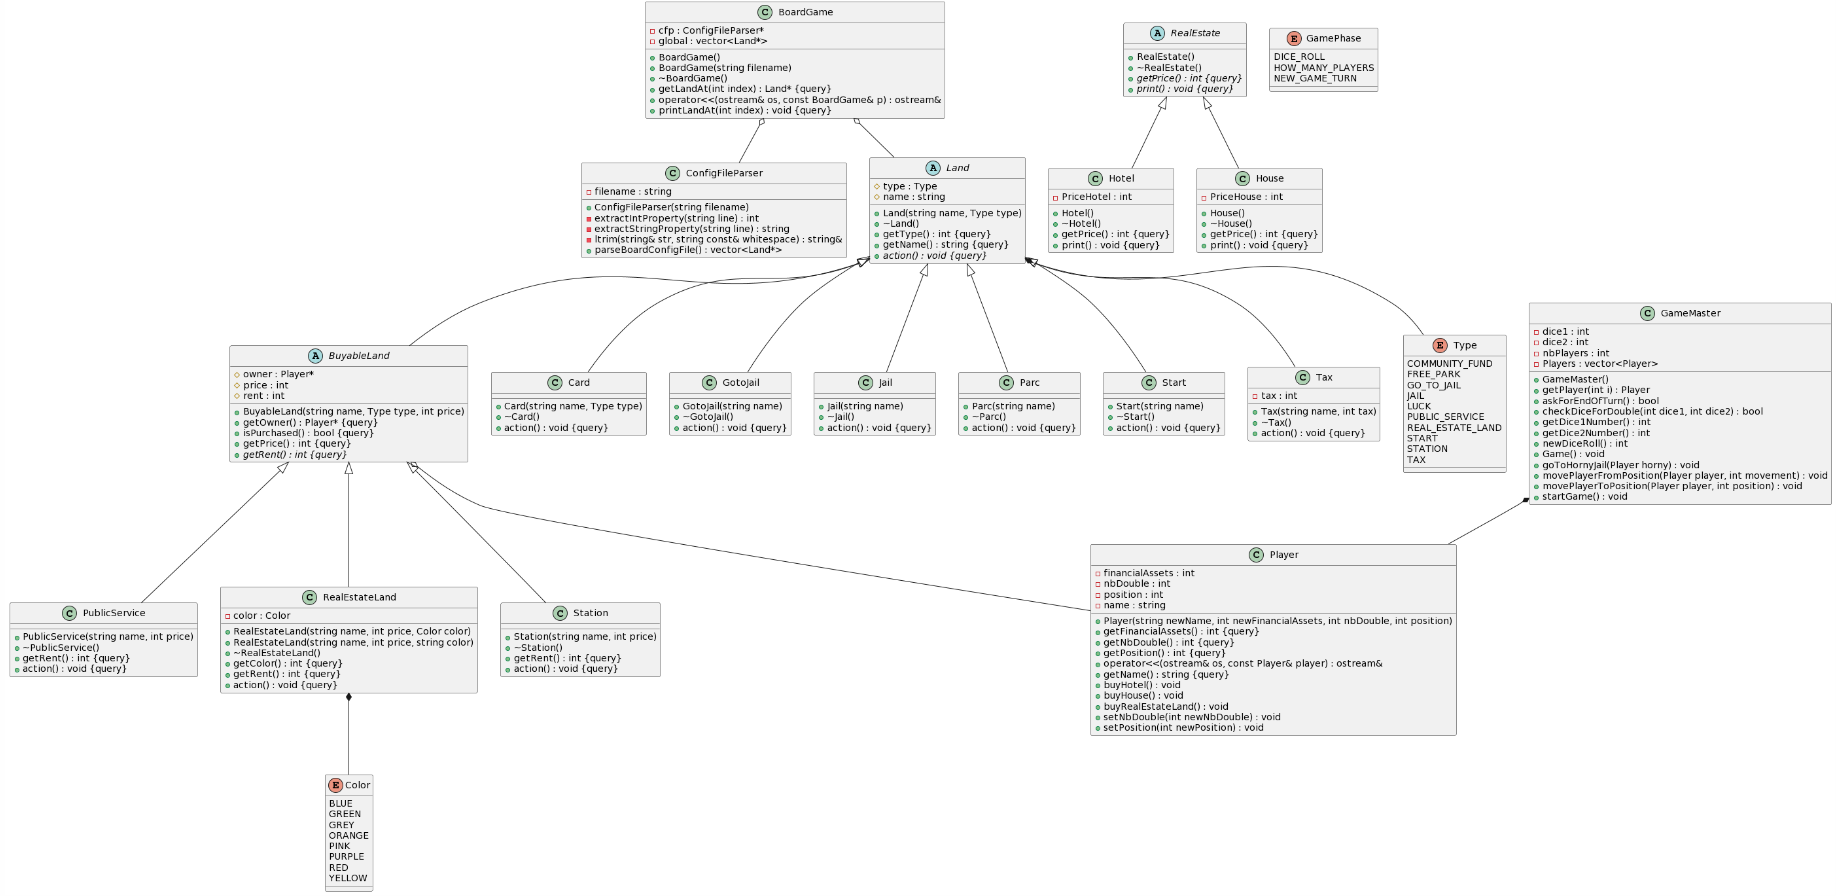 BoardGame
cfp : ConfigFileParser*
global : vector<Land*>
BoardGame()
BoardGame(string filename)
~BoardGame()
getLandAt(int index) : Land* {query}
operator<<(ostream& os, const BoardGame& p) : ostream&
printLandAt(int index) : void {query}
A RealEstate
RealEstate()
~RealEstate()
getPrice() : int {query}
print() : void {query}
E GamePhase
DICE_ROLL
HOW_MANY_PLAYERS
NEW_GAME_TURN
C ConfigFileParser
filename : string
ConfigFileParser(string filename)
extractIntProperty(string line) : int
extractStringProperty(string line) : string
ltrim(string& str, string const& whitespace) : string&
parseBoardConfigFile() : vector<Land*>
A Land
type : Type
name : string
Land(string name, Type type)
~Land()
getType() : int {query}
getName() : string {query}
action() : void {query}
C Hotel
PriceHotel : int
Hotel()
~Hotel()
getPrice() : int {query}
print() : void {query}
C House
PriceHouse : int
House()
~House()
getPrice() : int {query}
print() : void {query}
A BuyableLand
owner : Player*
price : int
rent : int
BuyableLand(string name, Type type, int price)
getOwner() : Player* {query}
isPurchased() : bool {query}
getPrice() : int {query}
getRent() : int {query}
C Card
Card(string name, Type type)
~Card()
action() : void {query}
C GotoJail
GotoJail(string name)
~GotoJail()
action() : void {query}
C Jail
Jail(string name)
~Jail()
action() : void {query}
C Parc
Parc(string name)
~Parc()
action() : void {query}
C Start
Start(string name)
~Start()
action() : void {query}
C Tax
tax : int
Tax(string name, int tax)
~Tax()
action() : void {query}
E Type
COMMUNITY_FUND
FREE_PARK
GO_TO_JAIL
JAIL
LUCK
PUBLIC_SERVICE
REAL_ESTATE_LAND
START
STATION
TAX
C GameMaster
dice1 : int
dice2 : int
nbPlayers : int
Players : vector<Player>
GameMaster()
getPlayer(int i) : Player
askForEndOfTurn() : bool
checkDiceForDouble(int dice1, int dice2) : bool
getDice1Number() : int
getDice2Number() : int
newDiceRoll() : int
Game() : void
goToHornyJail(Player horny) : void
movePlayerFromPosition(Player player, int movement) : void
movePlayerToPosition(Player player, int position) : void
startGame() : void
C PublicService
PublicService(string name, int price)
~PublicService()
getRent() : int {query}
action() : void {query}
C RealEstateLand
color : Color
RealEstateLand(string name, int price, Color color)
RealEstateLand(string name, int price, string color)
~RealEstateLand()
getColor() : int {query}
getRent() : int {query}
action() : void {query}
C Station
Station(string name, int price)
~Station()
getRent() : int {query}
action() : void {query}
C Player
financialAssets : int
nbDouble : int
position : int
name : string
Player(string newName, int newFinancialAssets, int nbDouble, int position)
getFinancialAssets() : int {query}
getNbDouble() : int {query}
getPosition() : int {query}
operator<<(ostream& os, const Player& player) : ostream&
getName() : string {query}
buyHotel() : void
buyHouse() : void
buyRealEstateLand() : void
setNbDouble(int newNbDouble) : void
setPosition(int newPosition) : void
E Color
BLUE
GREEN
GREY
ORANGE
PINK
PURPLE
RED
YELLOW